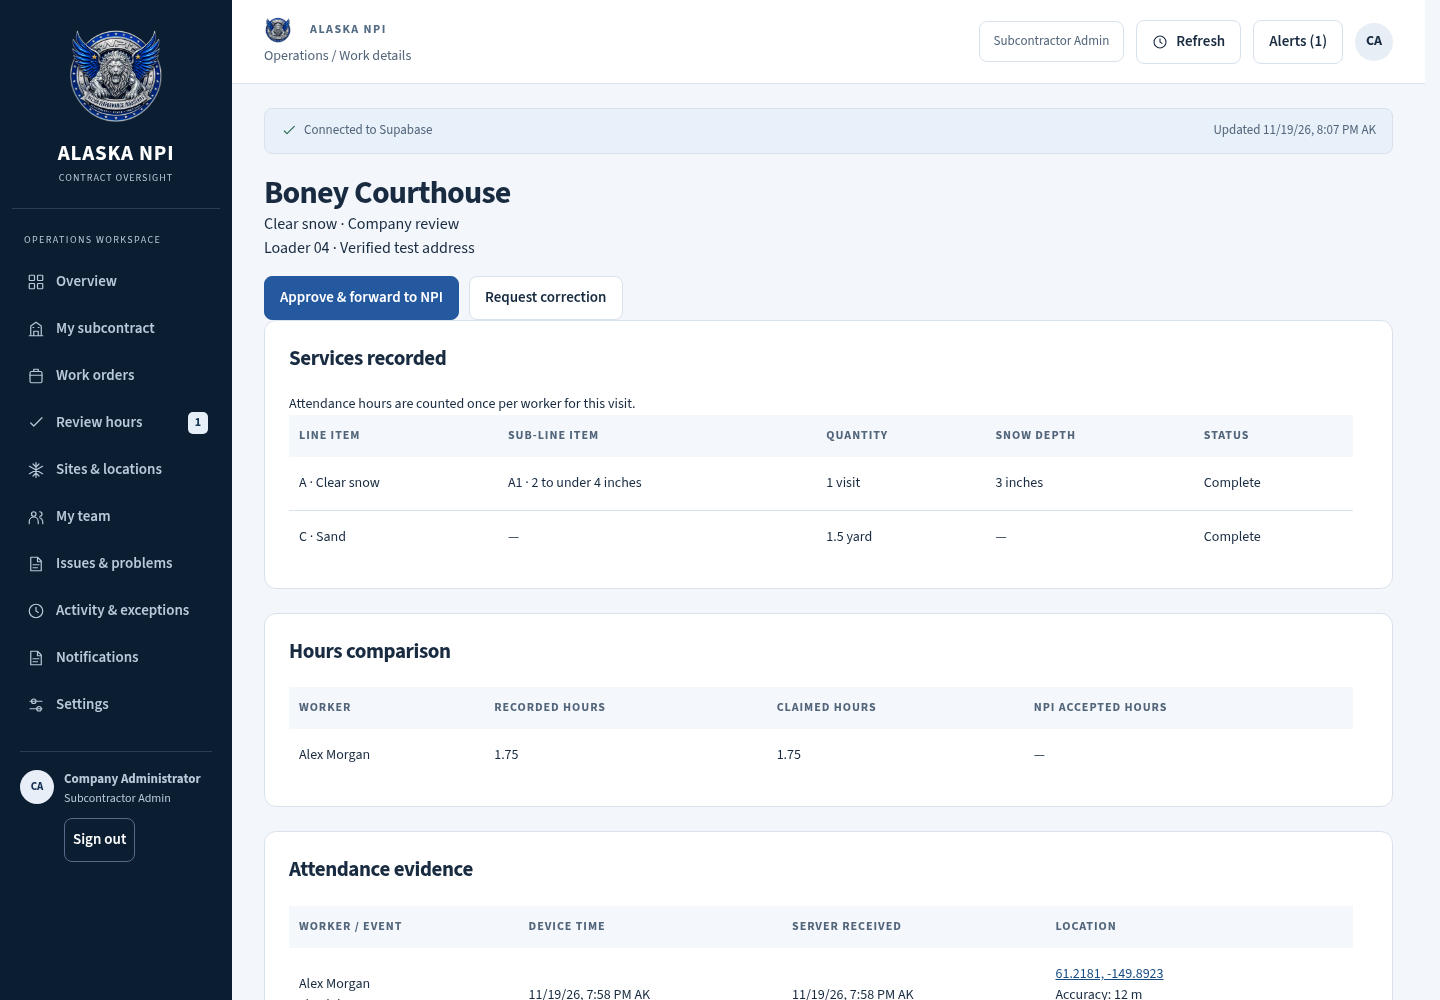 ALASKA NPI
CONTRACT OVERSIGHT
OPERATIONS WORKSPACE
Overview
My subcontract
Work orders
Review hours 1
Sites & locations
My team
Issues & problems
Activity & exceptions
Notifications
Settings
CA Company Administrator
Subcontractor Admin
Sign out
ALASKA NPI
Operations / Work details
Subcontractor Admin
Refresh
Alerts (1)
CA
Connected to Supabase
Updated 11/19/26, 8:07 PM AK
Boney Courthouse
Clear snow · Company review
Loader 04 · Verified test address
Approve & forward to NPI
Request correction
Services recorded
Attendance hours are counted once per worker for this visit.
LINE ITEM SUB-LINE ITEM QUANTITY SNOW DEPTH STATUS
A · Clear snow A1 · 2 to under 4 inches 1 visit 3 inches Complete
C · Sand — 1.5 yard — Complete
Hours comparison
WORKER RECORDED HOURS CLAIMED HOURS NPI ACCEPTED HOURS
Alex Morgan 1.75 1.75 —
Attendance evidence
WORKER / EVENT DEVICE TIME SERVER RECEIVED LOCATION
61.2181, -149.8923
Alex Morgan
11/19/26, 7:58 PM AK 11/19/26, 7:58 PM AK Accuracy: 12 m